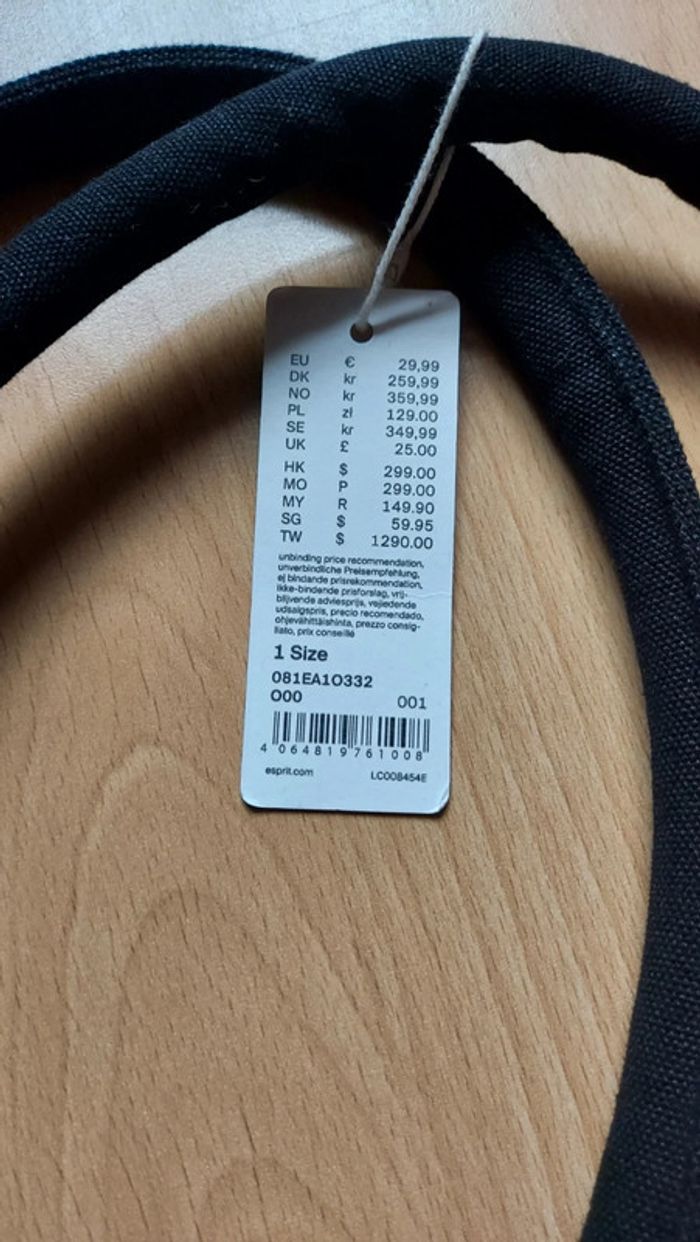 EU € 29,99
DK kr 259,99
NO kr 359,99
PL zł 129.00
SE kr 349,99
UK £ 25.00
HK $ 299.00
MO P 299.00
MY R 149.90
SG $ 59.95
TW $ 1290.00
unbinding price recommendation,
unverbindliche Preisempfehlung,
ej bindande prisrekommendation,
ikke-bindende prisforslag, vrij-
blijvende adviesprijs, vejledende
udsalgspris, precio recomendado,
ohjevähittäishinta, prezzo consig-
liato, prix conseillé
1 Size
081EA1O332
000 001
4 064819 761008
esprit.com LC008454E